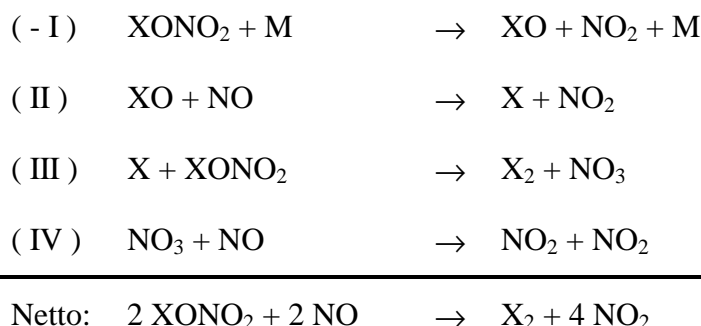 ( - I ) XONO₂ + M → XO + NO₂ + M
( II ) XO + NO → X + NO₂
( III ) X + XONO₂ → X₂ + NO₃
( IV ) NO₃ + NO → NO₂ + NO₂
Netto: 2 XONO₂ + 2 NO → X₂ + 4 NO₂